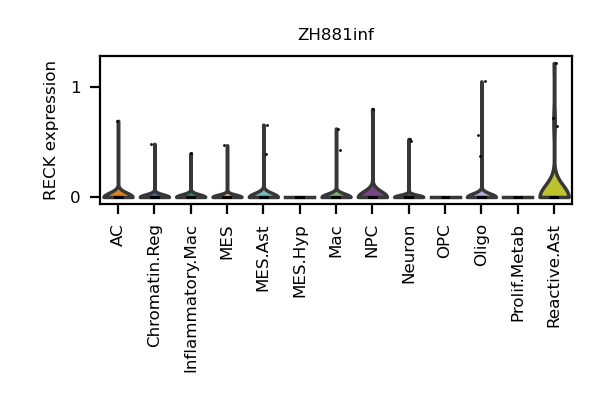 ZH881inf
RECK expression
1
0
AC
Chromatin.Reg
Inflammatory.Mac
MES
MES.Ast
MES.Hyp
Mac
NPC
Neuron
OPC
Oligo
Prolif.Metab
Reactive.Ast